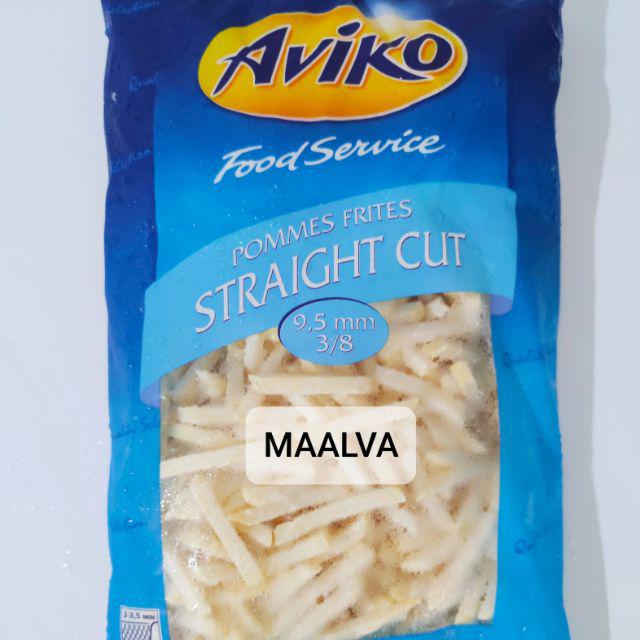 Aviko
Food Service
POMMES FRITES
STRAIGHT CUT
9,5 mm
3/8
MAALVA